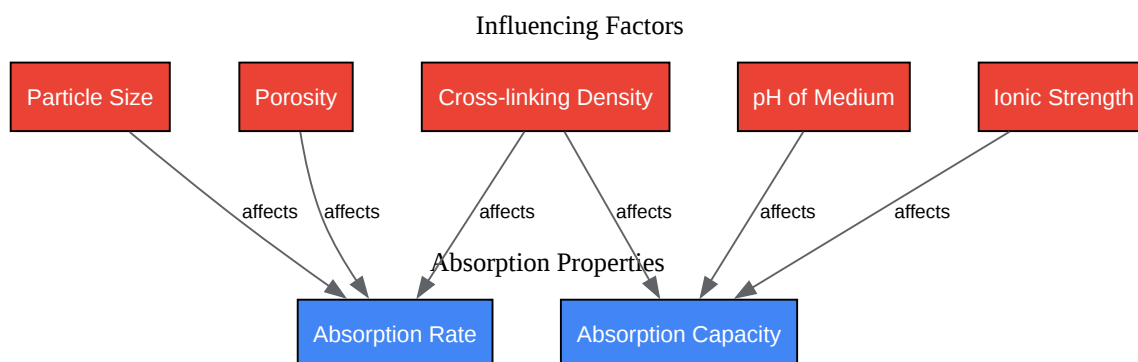 Influencing Factors
Particle Size
Porosity
Cross-linking Density
pH of Medium
Ionic Strength
affects
affects
affects
affects
affects
affects
Absorption Properties
Absorption Rate
Absorption Capacity